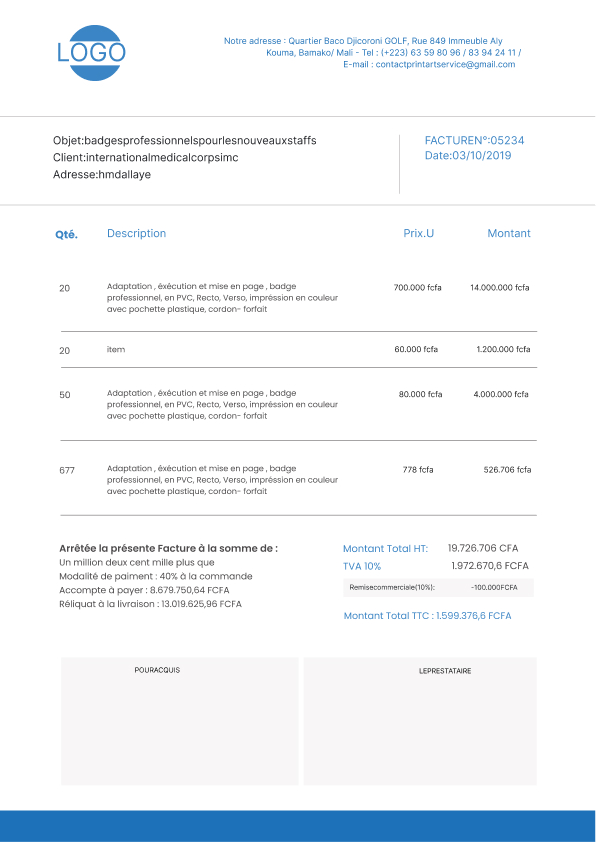 LOGO
Notre adresse : Quartier Baco Djicoroni GOLF, Rue 849 Immeuble Aly
Kouma, Bamako/ Mali - Tel : (+223) 63 59 80 96 / 83 94 24 11 /
E-mail : contactprintartservice@gmail.com
Objet:badgesprofessionnelspourlesnouveauxstaffs
Client:internationalmedicalcorpsimc
Adresse:hmdallaye
FACTUREN°:05234
Date:03/10/2019
Qté. Description Prix.U Montant
20 Adaptation , éxécution et mise en page , badge 700.000 fcfa 14.000.000 fcfa
professionnel, en PVC, Recto, Verso, impréssion en couleur
avec pochette plastique, cordon- forfait
20 item 60.000 fcfa 1.200.000 fcfa
50 Adaptation , éxécution et mise en page , badge 80.000 fcfa 4.000.000 fcfa
professionnel, en PVC, Recto, Verso, impréssion en couleur
avec pochette plastique, cordon- forfait
677 Adaptation , éxécution et mise en page , badge 778 fcfa 526.706 fcfa
professionnel, en PVC, Recto, Verso, impréssion en couleur
avec pochette plastique, cordon- forfait
Arrêtée la présente Facture à la somme de :
Un million deux cent mille plus que
Modalité de paiment : 40% à la commande
Accompte à payer : 8.679.750,64 FCFA
Réliquat à la livraison : 13.019.625,96 FCFA
Montant Total HT: 19.726.706 CFA
TVA 10% 1.972.670,6 FCFA
Remisecommerciale(10%): -100.000FCFA
Montant Total TTC : 1.599.376,6 FCFA
POURACQUIS
LEPRESTATAIRE